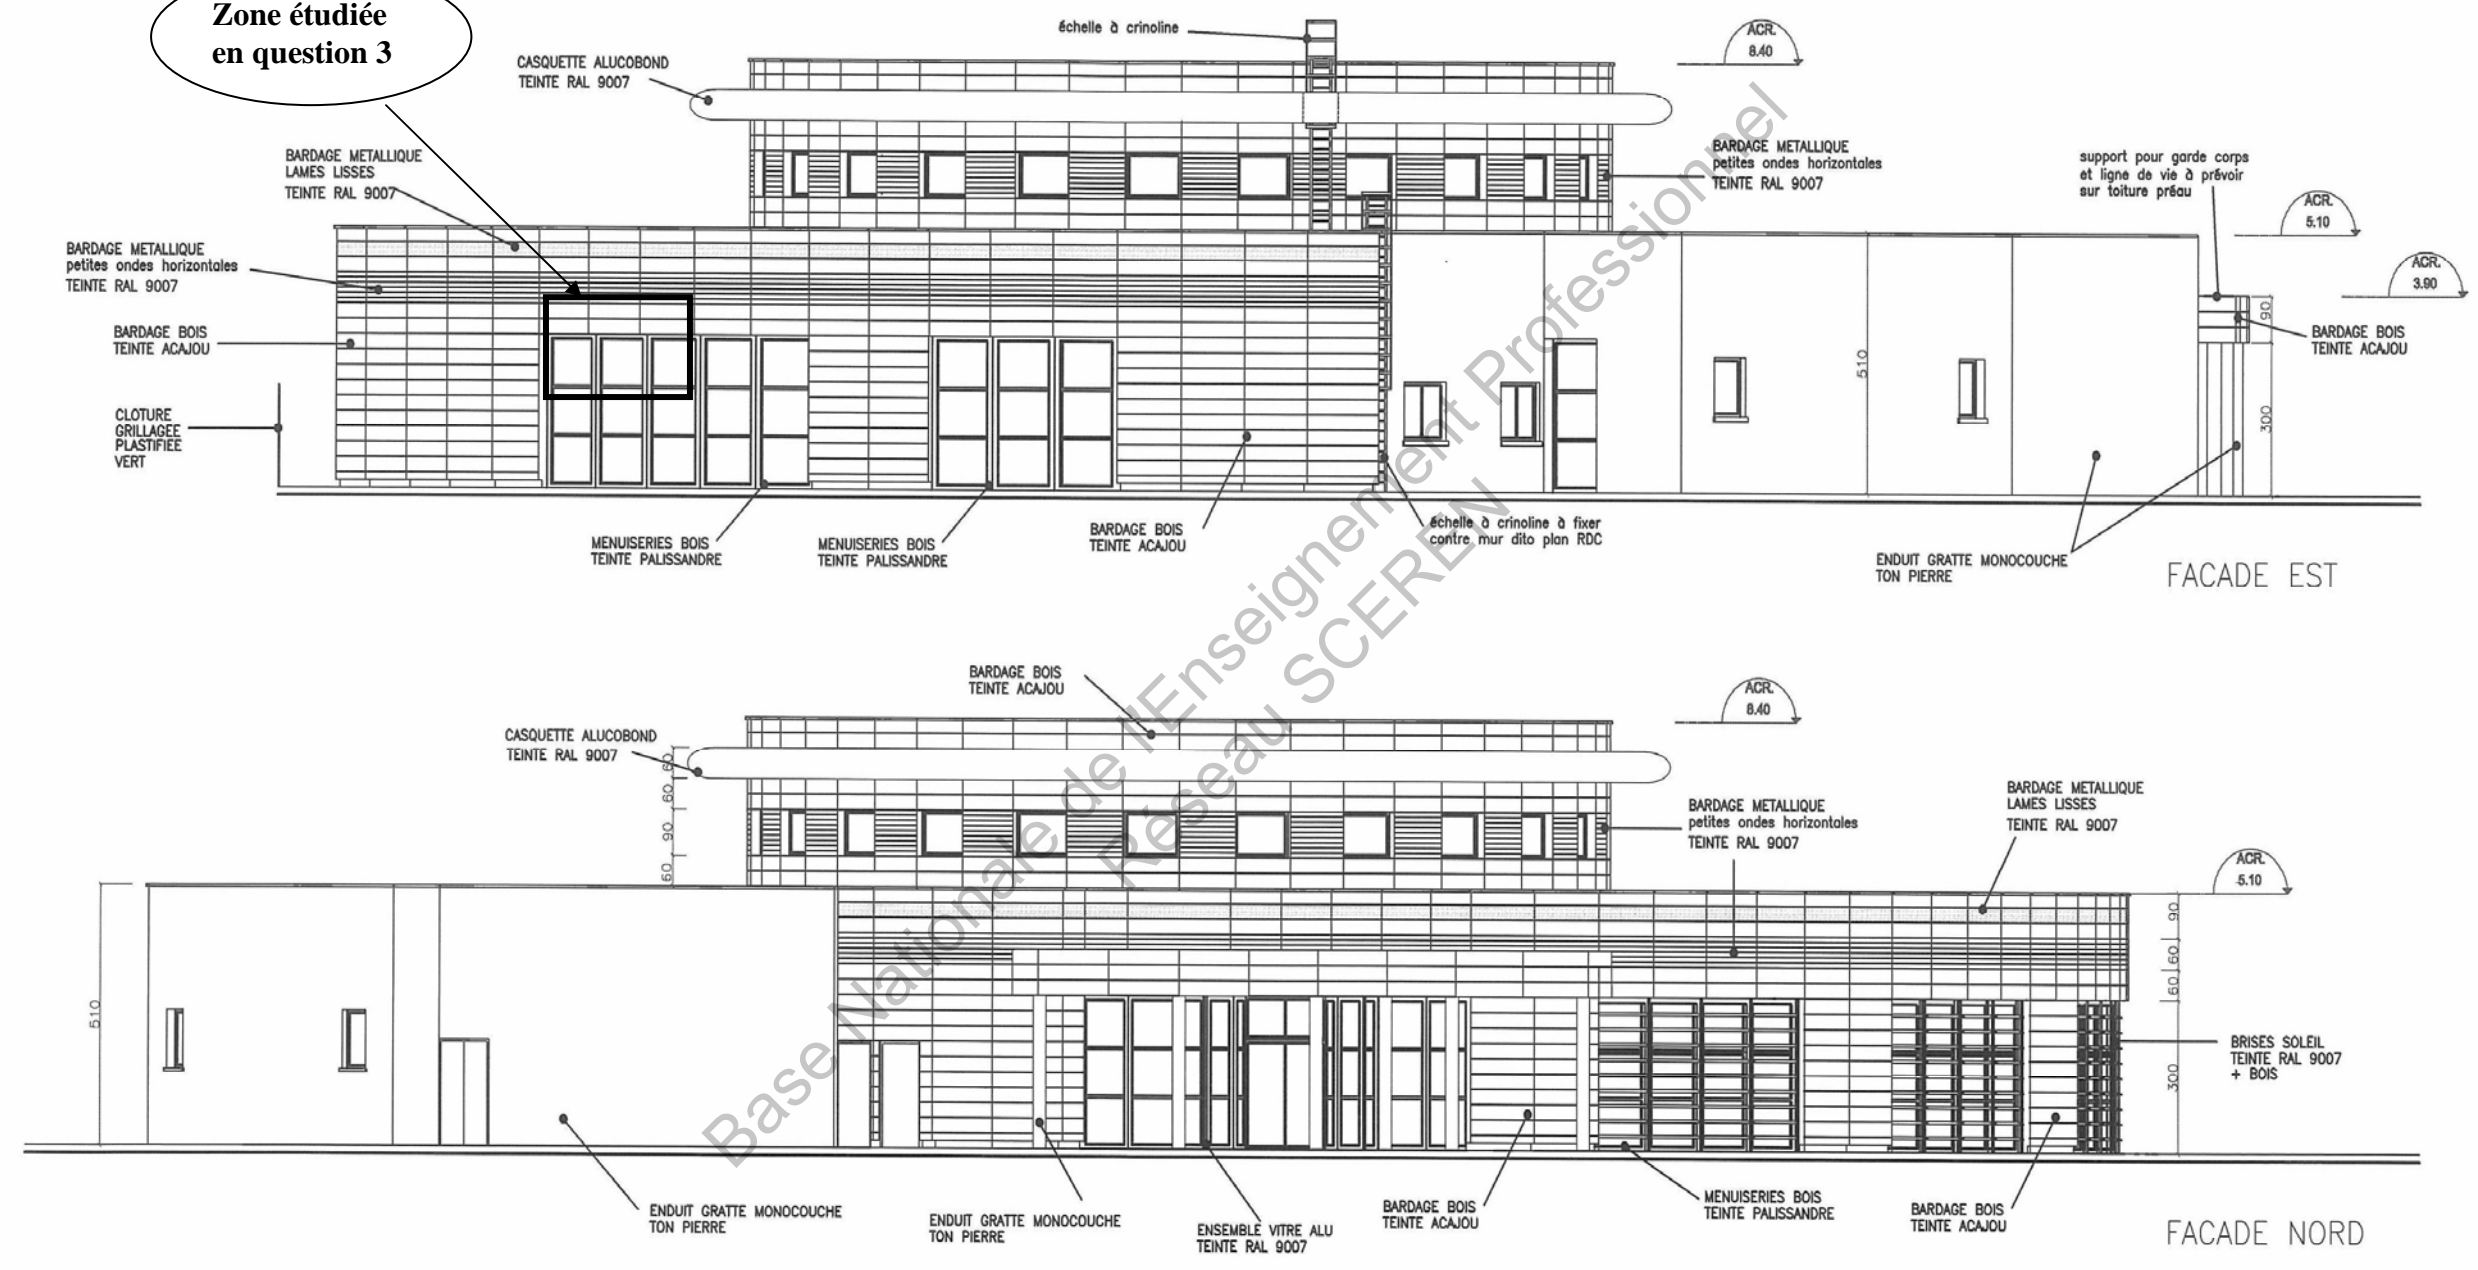 Zone étudiée
en question 3
échelle à crinoline
ACR.
8.40
CASQUETTE ALUCOBOND
TEINTE RAL 9007
BARDAGE METALLIQUE
LAMES LISSES
TEINTE RAL 9007
BARDAGE METALLIQUE
petites ondes horizontales
TEINTE RAL 9007
support pour garde corps
et ligne de vie à prévoir
sur toiture préau
ACR.
5.10
BARDAGE METALLIQUE
petites ondes horizontales
TEINTE RAL 9007
ACR.
3.90
BARDAGE BOIS
TEINTE ACAJOU
90
BARDAGE BOIS
TEINTE ACAJOU
510
300
CLOTURE
GRILLAGEE
PLASTIFIEE
VERT
MENUISERIES BOIS
TEINTE PALISSANDRE
MENUISERIES BOIS
TEINTE PALISSANDRE
BARDAGE BOIS
TEINTE ACAJOU
échelle à crinoline à fixer
contre mur dito plan RDC
ENDUIT GRATTE MONOCOUCHE
TON PIERRE
FACADE EST
BARDAGE BOIS
TEINTE ACAJOU
ACR.
8.40
CASQUETTE ALUCOBOND
TEINTE RAL 9007
60
60
90
60
BARDAGE METALLIQUE
petites ondes horizontales
TEINTE RAL 9007
BARDAGE METALLIQUE
LAMES LISSES
TEINTE RAL 9007
ACR.
5.10
90
60
60
300
510
BRISES SOLEIL
TEINTE RAL 9007
+ BOIS
ENDUIT GRATTE MONOCOUCHE
TON PIERRE
ENDUIT GRATTE MONOCOUCHE
TON PIERRE
ENSEMBLE VITRE ALU
TEINTE RAL 9007
BARDAGE BOIS
TEINTE ACAJOU
MENUISERIES BOIS
TEINTE PALISSANDRE
BARDAGE BOIS
TEINTE ACAJOU
FACADE NORD
Base Nationale de l'Enseignement Professionnel
Réseau SCEREN